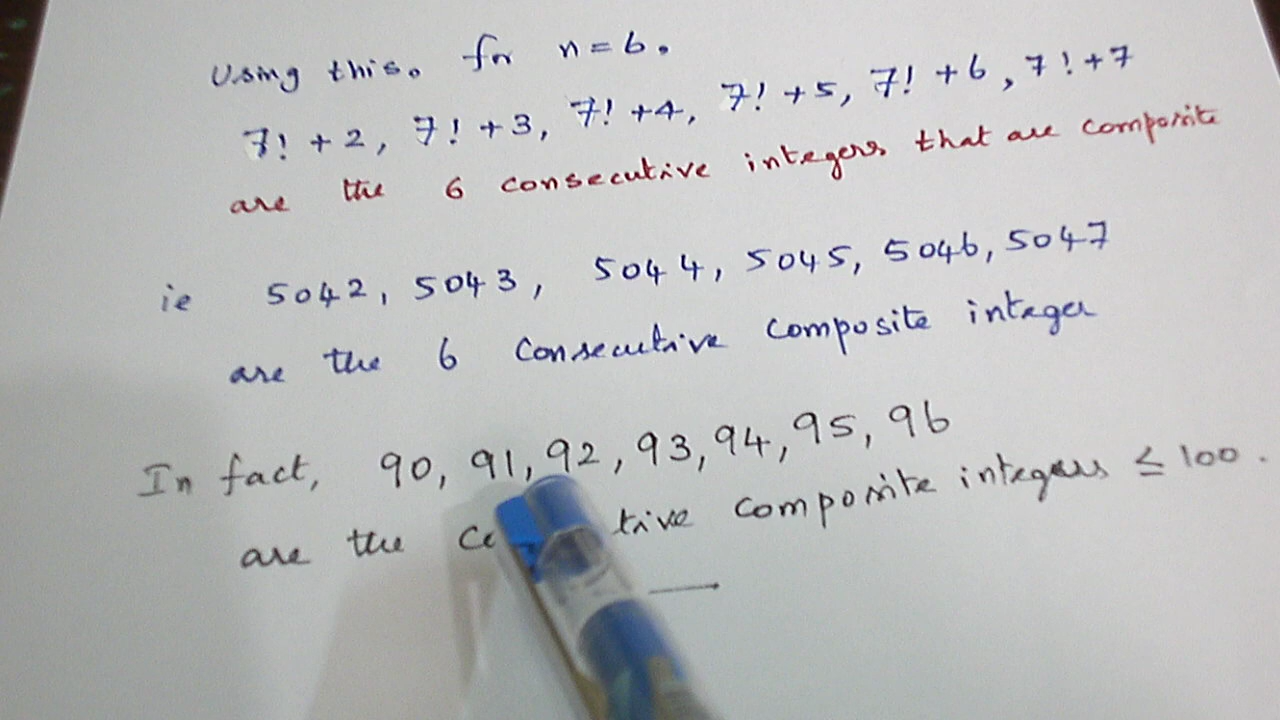 Using this. for n = 6.
7! + 2, 7! + 3, 7! + 4, 7! + 5, 7! + 6, 7! + 7
are the 6 consecutive integers that are composite
ie 5042, 5043, 5044, 5045, 5046, 5047
are the 6 Consecutive Composite integer
In fact, 90, 91, 92, 93, 94, 95, 96
are the tive composite integers ≤ 100.